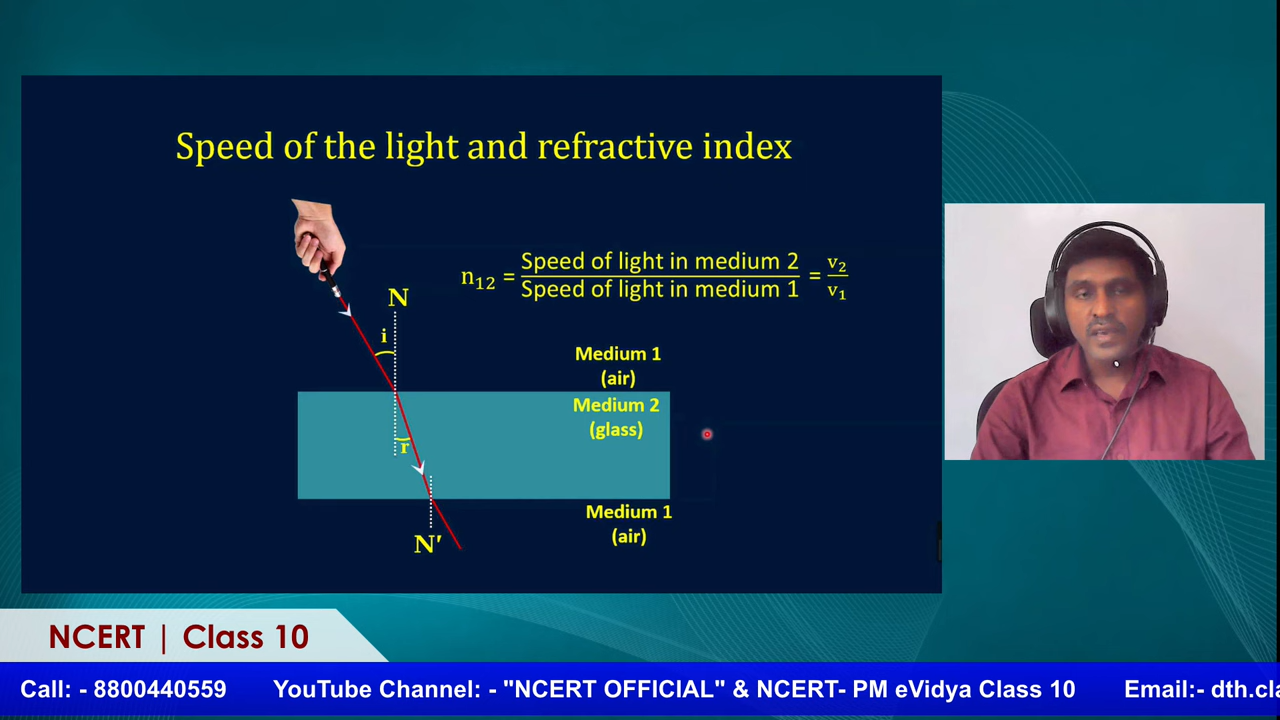 Speed of the light and refractive index
n₁₂ = Speed of light in medium 2 / Speed of light in medium 1 = v₂ / v₁
N
i
Medium 1
(air)
Medium 2
(glass)
r
Medium 1
(air)
N'
NCERT | Class 10
Call: - 8800440559 YouTube Channel: - "NCERT OFFICIAL" & NCERT- PM eVidya Class 10 Email:- dth.cla